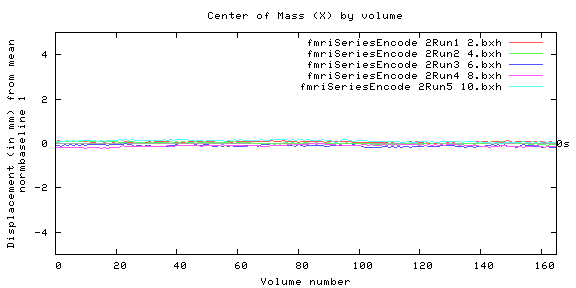 Center of Mass (X) by volume
fmriSeriesEncode 2Run1 2.bxh
fmriSeriesEncode 2Run2 4.bxh
fmriSeriesEncode 2Run3 6.bxh
fmriSeriesEncode 2Run4 8.bxh
fmriSeriesEncode 2Run5 10.bxh
Displacement (in mm) from mean
normbaseline 1
4
2
0
-2
-4
0s
0 20 40 60 80 100 120 140 160
Volume number